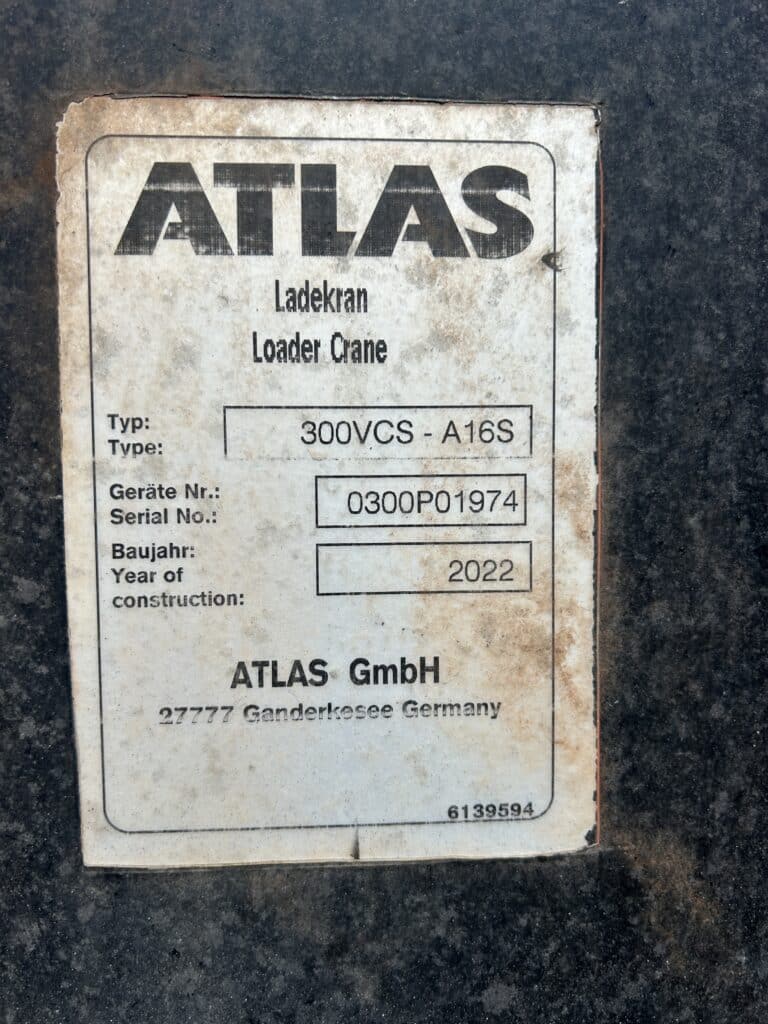 ATLAS
Ladekran
Loader Crane
Typ:
Type: 300VCS - A16S
Geräte Nr.:
Serial No.: 0300P01974
Baujahr:
Year of
construction: 2022
ATLAS GmbH
27777 Ganderkesee Germany
6139594